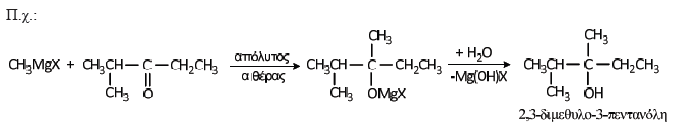 Π.χ.:
CH₃
CH₃MgX + CH₃CH—C—CH₂CH₃ απόλυτος αιθέρας CH₃CH—C—CH₂CH₃ + H₂O -Mg(OH)X CH₃CH—C—CH₂CH₃
CH₃ O CH₃ OMgX CH₃ OH
2,3-διμεθυλο-3-πεντανόλη